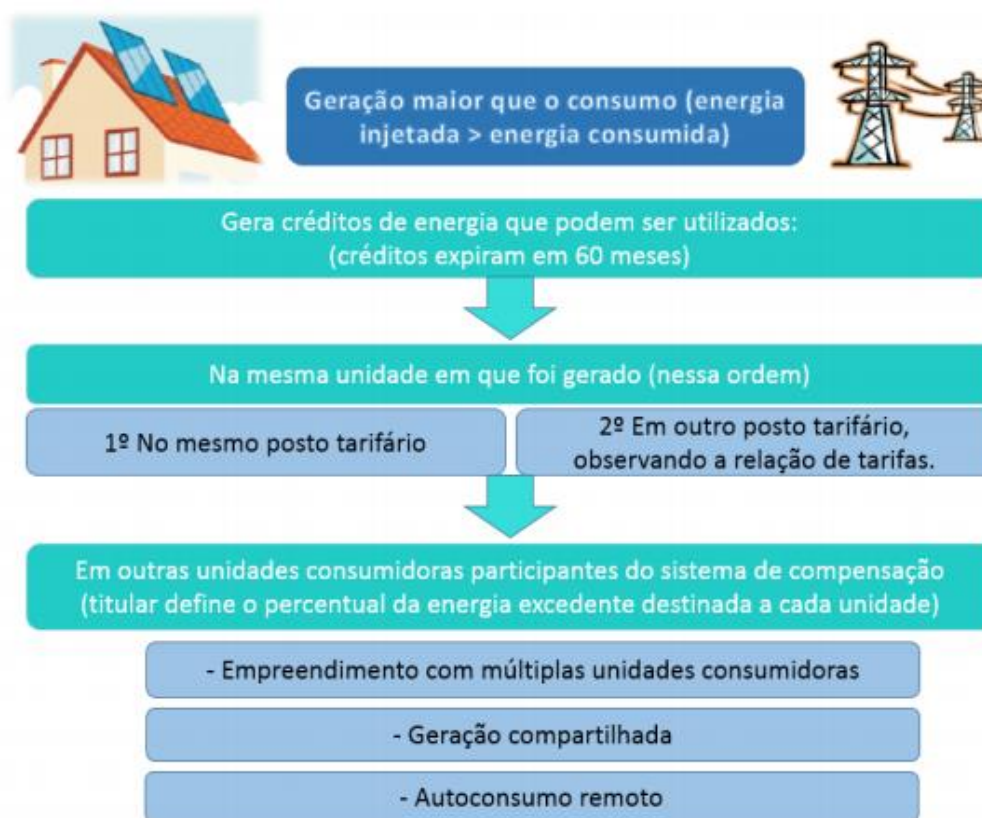 Geração maior que o consumo (energia
injetada > energia consumida)
Gera créditos de energia que podem ser utilizados:
(créditos expiram em 60 meses)
Na mesma unidade em que foi gerado (nessa ordem)
1º No mesmo posto tarifário
2º Em outro posto tarifário,
observando a relação de tarifas.
Em outras unidades consumidoras participantes do sistema de compensação
(titular define o percentual da energia excedente destinada a cada unidade)
- Empreendimento com múltiplas unidades consumidoras
- Geração compartilhada
- Autoconsumo remoto